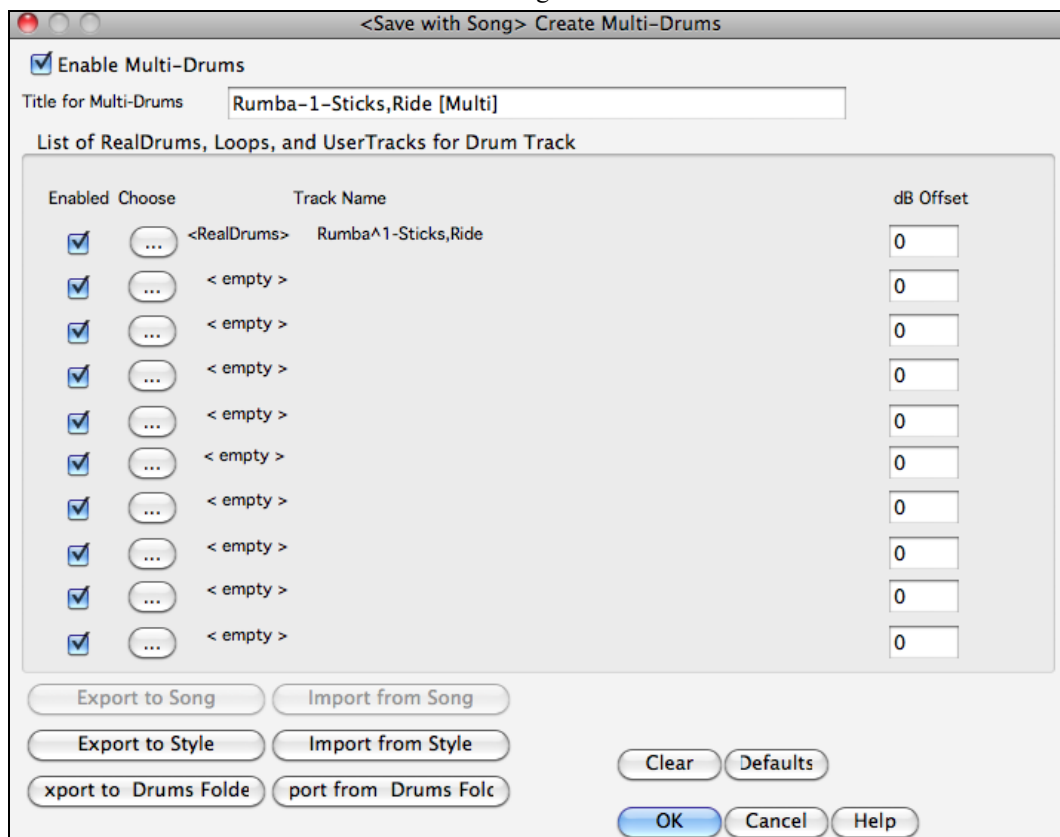 <Save with Song> Create Multi-Drums
Enable Multi-Drums
Title for Multi-Drums Rumba-1-Sticks,Ride [Multi]
List of RealDrums, Loops, and UserTracks for Drum Track
Enabled Choose Track Name dB Offset
... <RealDrums> Rumba^1-Sticks,Ride 0
... < empty > 0
... < empty > 0
... < empty > 0
... < empty > 0
... < empty > 0
... < empty > 0
... < empty > 0
... < empty > 0
... < empty > 0
Export to Song Import from Song
Export to Style Import from Style
Clear Defaults
xport to Drums Folde port from Drums Folc
OK Cancel Help